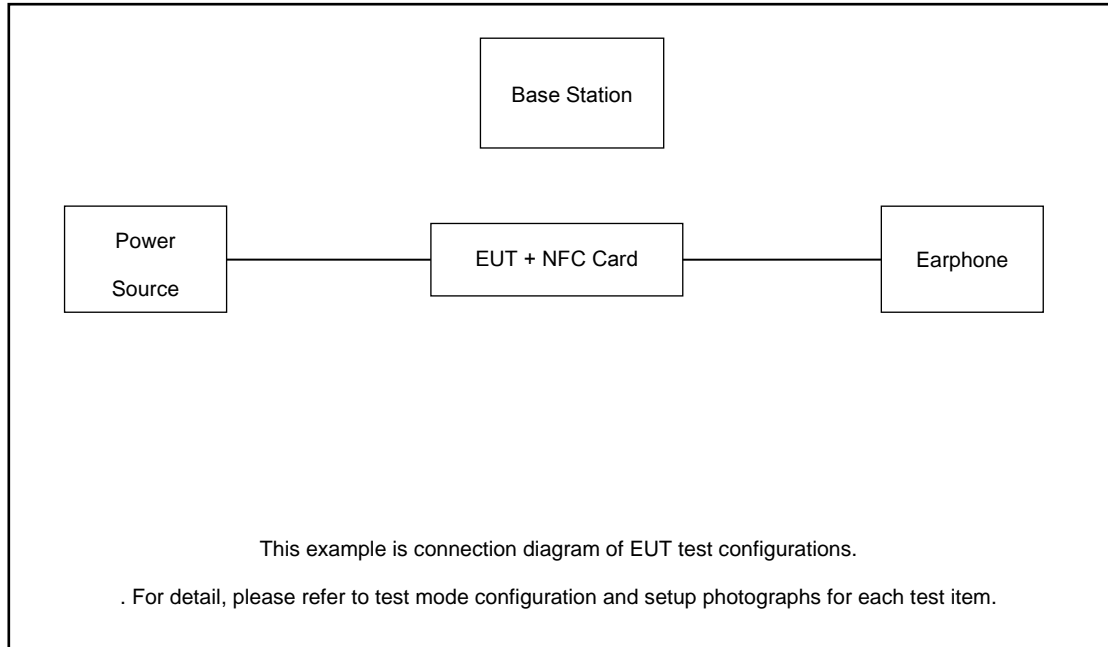 Base Station
Power
Source
EUT + NFC Card
Earphone
This example is connection diagram of EUT test configurations.
. For detail, please refer to test mode configuration and setup photographs for each test item.